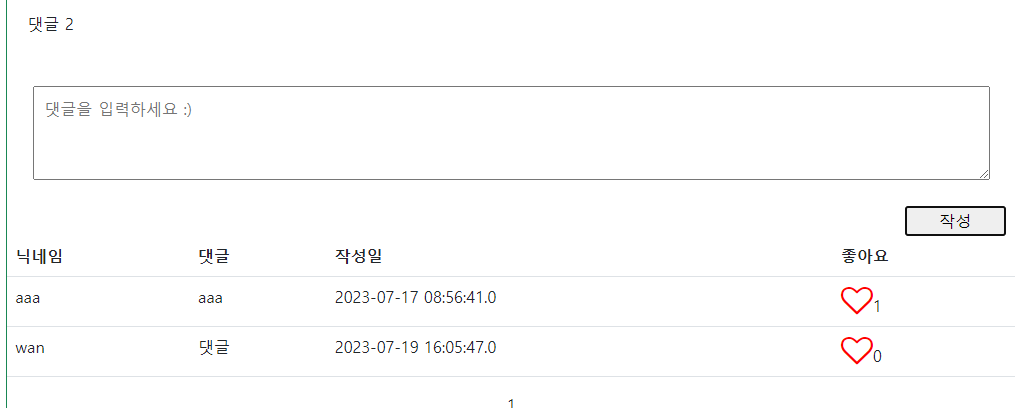 댓글 2
댓글을 입력하세요 :)
작성
닉네임 댓글 작성일 좋아요
aaa aaa 2023-07-17 08:56:41.0 1
wan 댓글 2023-07-19 16:05:47.0 0
1